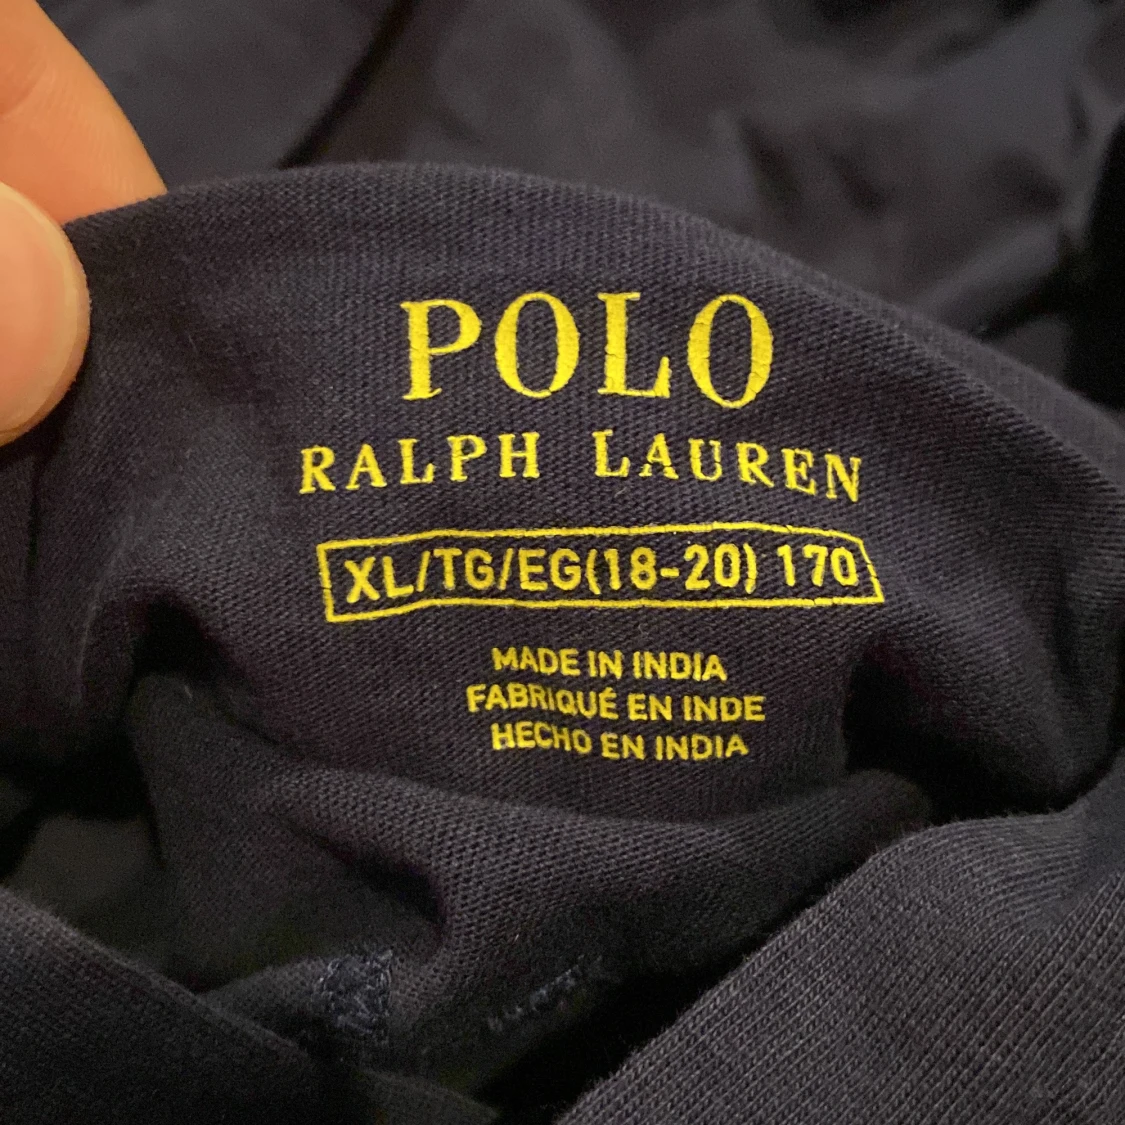 POLO
RALPH LAUREN
XL/TG/EG(18-20) 170
MADE IN INDIA
FABRIQUÉ EN INDE
HECHO EN INDIA